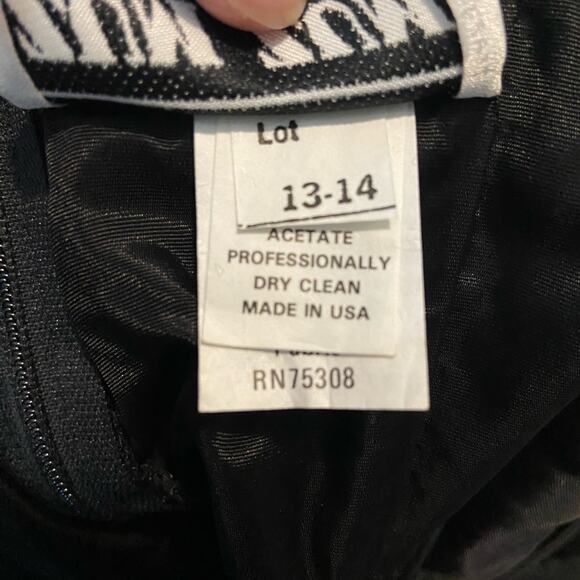 Lot
13-14
ACETATE
PROFESSIONALLY
DRY CLEAN
MADE IN USA
RN75308